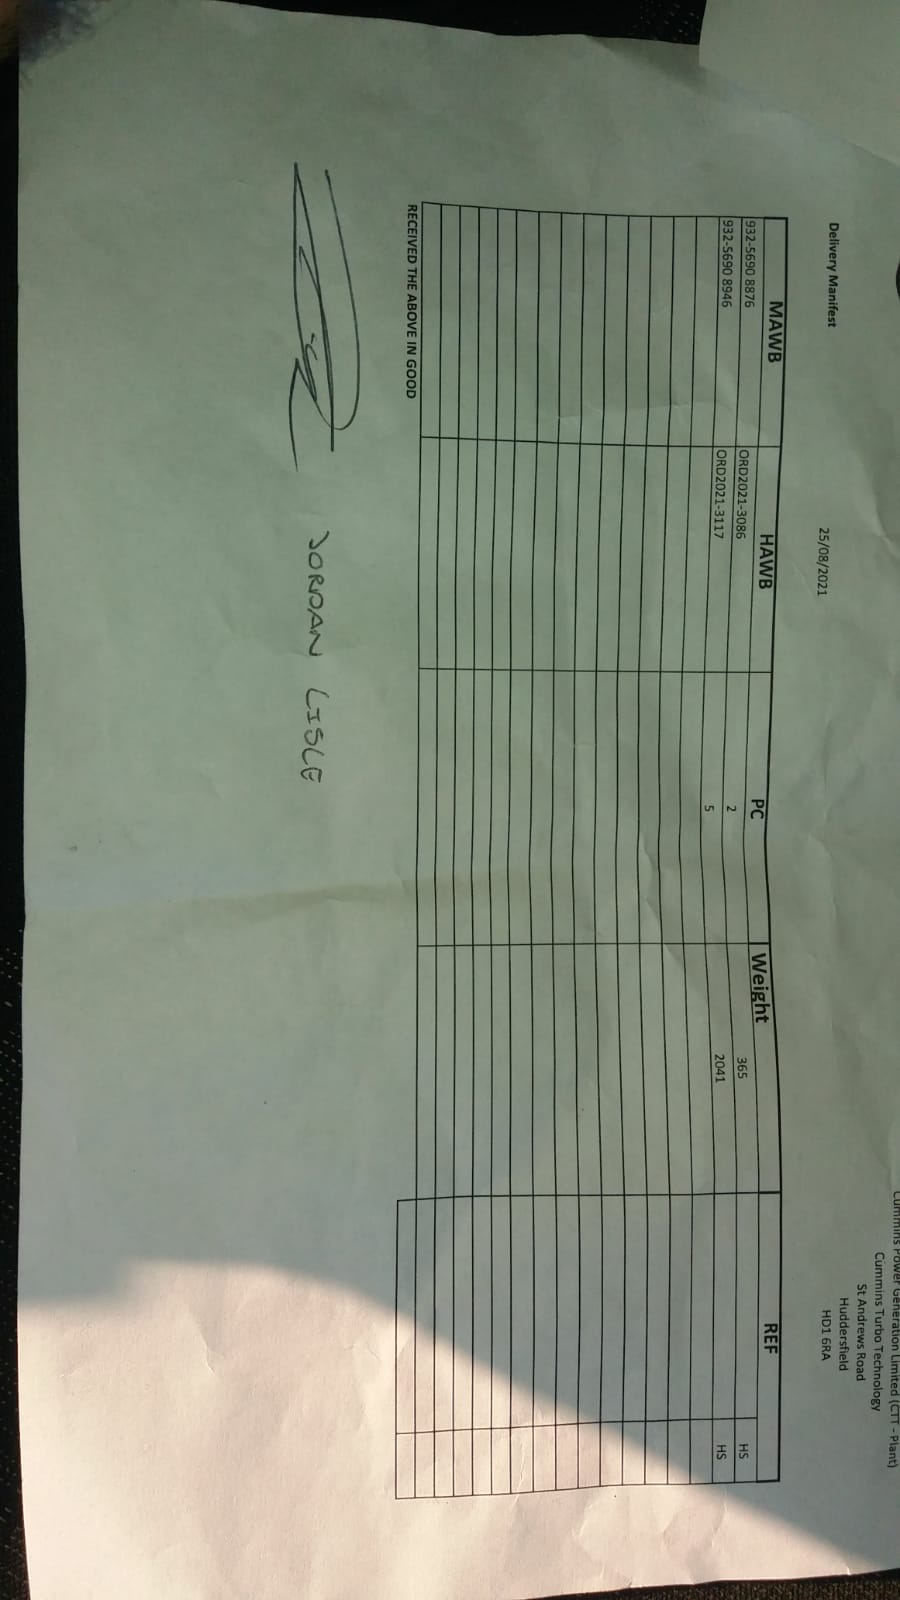 Cummins Power Generation Limited (CTT - Plant)
Cummins Turbo Technology
St Andrews Road
Huddersfield
HD1 6RA
Delivery Manifest 25/08/2021
MAWB HAWB PC Weight REF
932-5690 8876 ORD2021-3086 2 365 HS
932-5690 8946 ORD2021-3117 5 2041 HS
RECEIVED THE ABOVE IN GOOD
JORDAN LISLE